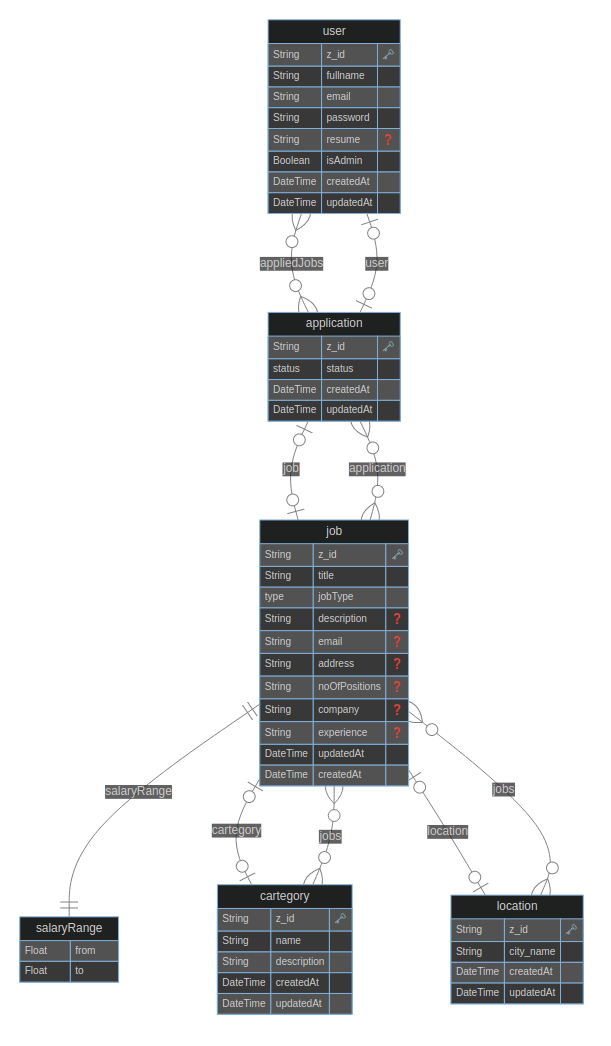 user
String z_id
String fullname
String email
String password
String resume ❓
Boolean isAdmin
DateTime createdAt
DateTime updatedAt
appliedJobs user
application
String z_id
status status
DateTime createdAt
DateTime updatedAt
job application
job
String z_id
String title
type jobType
String description ❓
String email ❓
String address ❓
String noOfPositions ❓
String company ❓
String experience ❓
DateTime updatedAt
DateTime createdAt
salaryRange jobs
cartegory jobs location
salaryRange
Float from
Float to
cartegory
String z_id
String name
String description
DateTime createdAt
DateTime updatedAt
location
String z_id
String city_name
DateTime createdAt
DateTime updatedAt